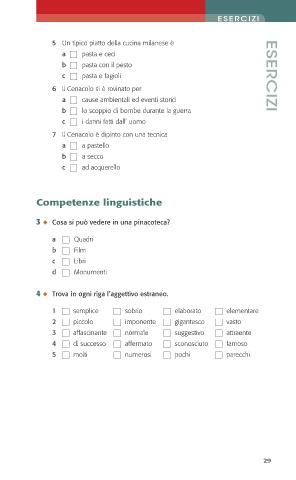 ESERCIZI
ESERCIZI
5 Un tipico piatto della cucina milanese è
a pasta e ceci
b pasta con il pesto
c pasta e fagioli
6 Il Cenacolo si è rovinato per
a cause ambientali ed eventi storici
b lo scoppio di bombe durante la guerra
c i danni fatti dall' uomo
7 Il Cenacolo è dipinto con una tecnica
a a pastello
b a secco
c ad acquerello
Competenze linguistiche
3 Cosa si può vedere in una pinacoteca?
a Quadri
b Film
c Libri
d Monumenti
4 Trova in ogni riga l'aggettivo estraneo.
1 semplice sobrio elaborato elementare
2 piccolo imponente gigantesco vasto
3 affascinante normale suggestivo attraente
4 di successo affermato sconosciuto famoso
5 molti numerosi pochi parecchi
29